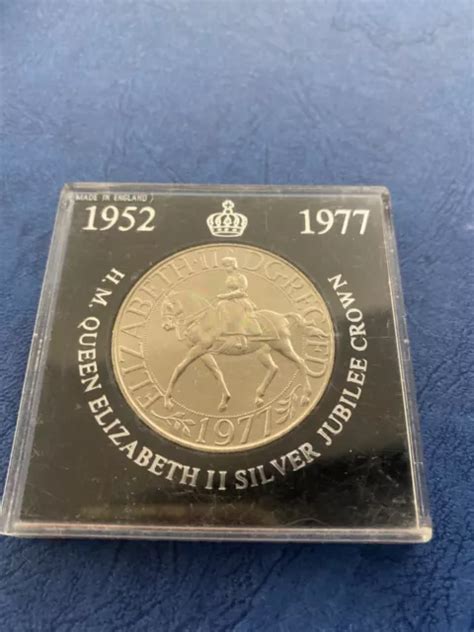 MADE IN ENGLAND )
1952 1977
H. M. QUEEN ELIZABETH II SILVER JUBILEE CROWN
ELIZABETH·II D·G·REG F·D
1977